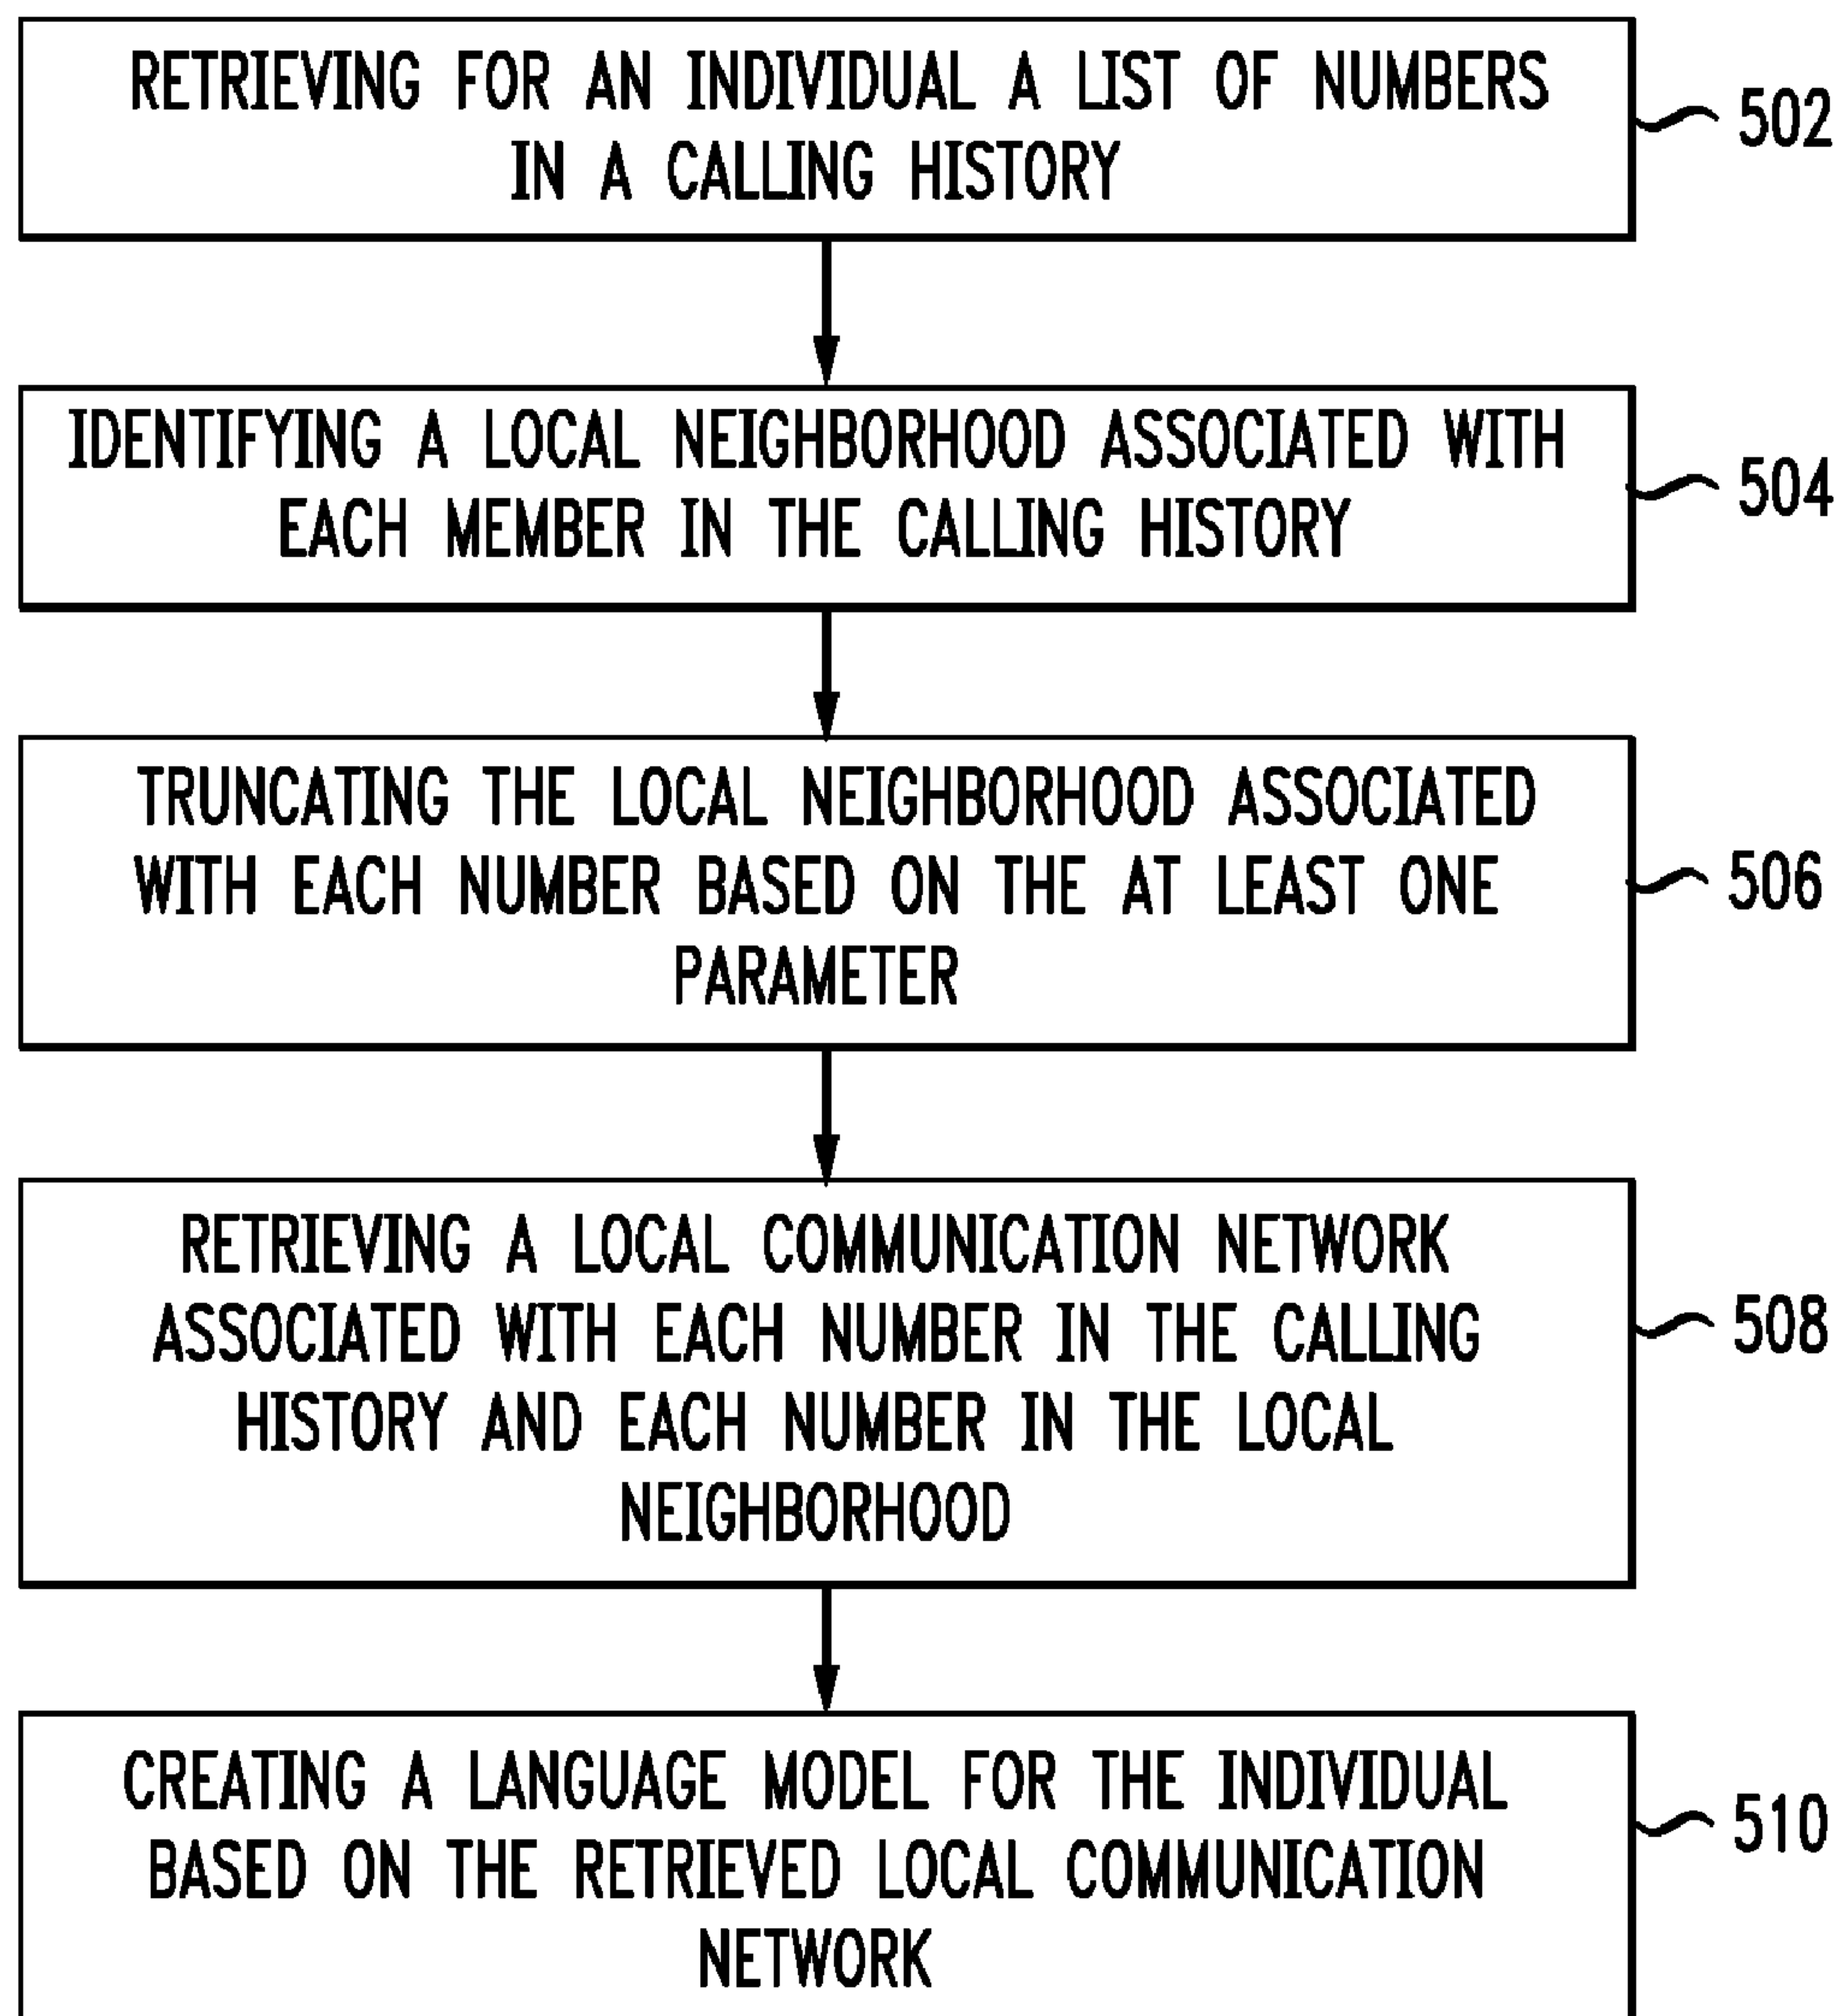 RETRIEVING FOR AN INDIVIDUAL A LIST OF NUMBERS
IN A CALLING HISTORY
502
IDENTIFYING A LOCAL NEIGHBORHOOD ASSOCIATED WITH
EACH MEMBER IN THE CALLING HISTORY
504
TRUNCATING THE LOCAL NEIGHBORHOOD ASSOCIATED
WITH EACH NUMBER BASED ON THE AT LEAST ONE
PARAMETER
506
RETRIEVING A LOCAL COMMUNICATION NETWORK
ASSOCIATED WITH EACH NUMBER IN THE CALLING
HISTORY AND EACH NUMBER IN THE LOCAL
NEIGHBORHOOD
508
CREATING A LANGUAGE MODEL FOR THE INDIVIDUAL
BASED ON THE RETRIEVED LOCAL COMMUNICATION
NETWORK
510